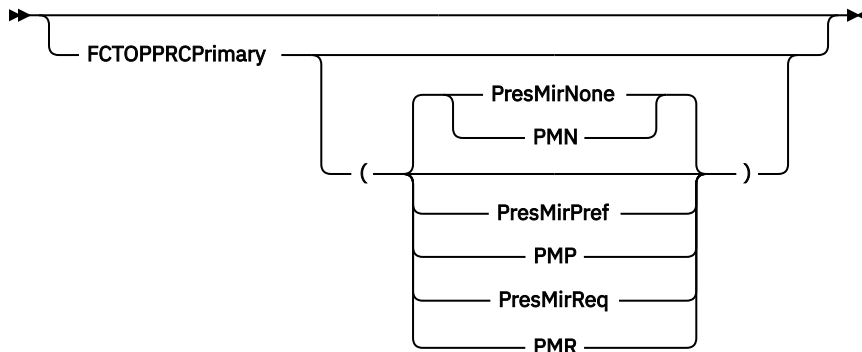 FCTOPPRCPrimary
PresMirNone
PMN
( )
PresMirPref
PMP
PresMirReq
PMR